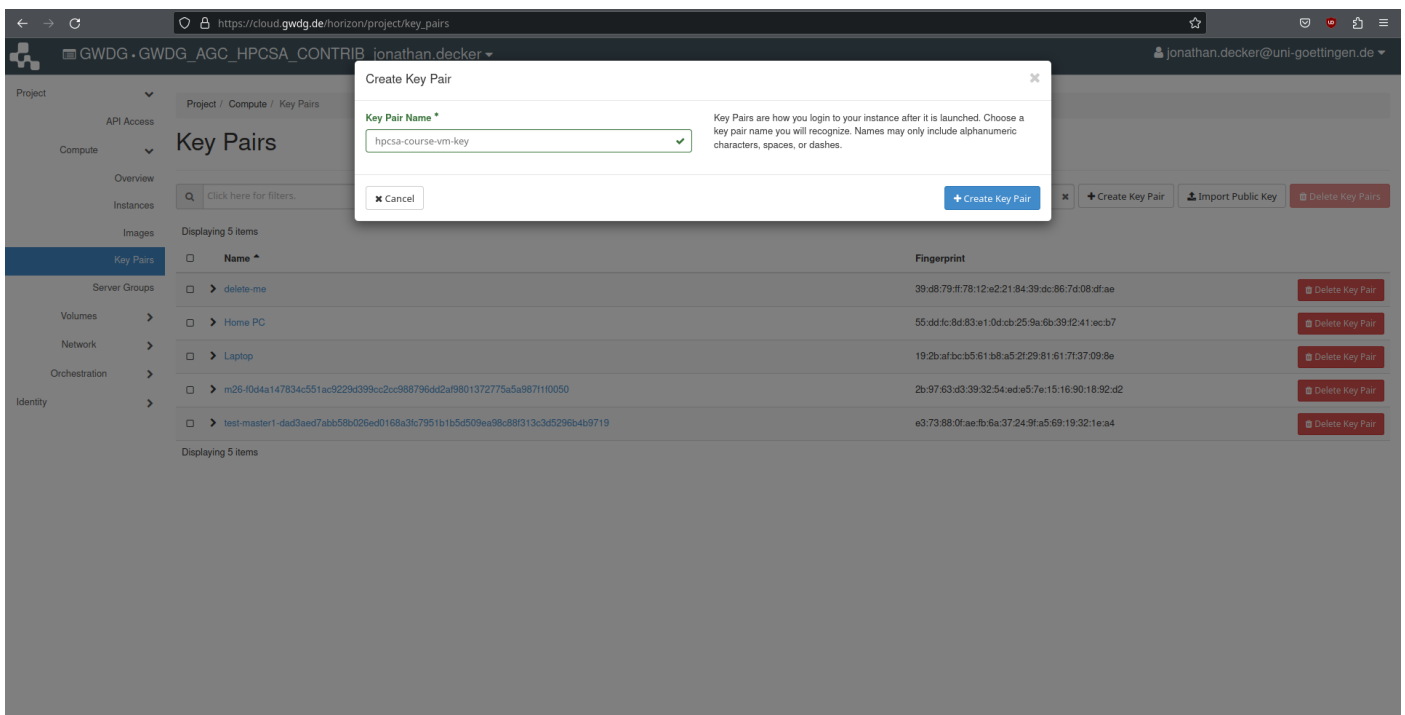 https://cloud.gwdg.de/horizon/project/key_pairs
GWDG • GWDG_AGC_HPCSA_CONTRIB_jonathan.decker
jonathan.decker@uni-goettingen.de
Project
API Access
Compute
Overview
Instances
Images
Key Pairs
Server Groups
Volumes
Network
Orchestration
Identity
Project / Compute / Key Pairs
Key Pairs
Create Key Pair
Key Pair Name *
hpcsa-course-vm-key
Key Pairs are how you login to your instance after it is launched. Choose a
key pair name you will recognize. Names may only include alphanumeric
characters, spaces, or dashes.
Cancel
Create Key Pair
Click here for filters.
Create Key Pair
Import Public Key
Delete Key Pairs
Displaying 5 items
Name
Fingerprint
delete-me
39:d8:79:ff:78:12:e2:21:84:39:dc:86:7d:08:df:ae
Delete Key Pair
Home PC
55:dd:fc:8d:83:e1:0d:cb:25:9a:6b:39:f2:41:ec:b7
Delete Key Pair
Laptop
19:2b:af:bc:b5:61:b8:a5:2f:29:81:61:7f:37:09:8e
Delete Key Pair
m26-f0d4a147834c551ac9229d399cc2cc988796dd2af9801372775a5a987f1f0050
2b:97:63:d3:39:32:54:ed:e5:7e:15:16:90:18:92:d2
Delete Key Pair
test-master1-dad3aed7abb58b026ed0168a3fc7951b1b5d509ea98c88f313c3d5296b4b9719
e3:73:88:0f:ae:fb:6a:37:24:9f:a5:69:19:32:1e:a4
Delete Key Pair
Displaying 5 items